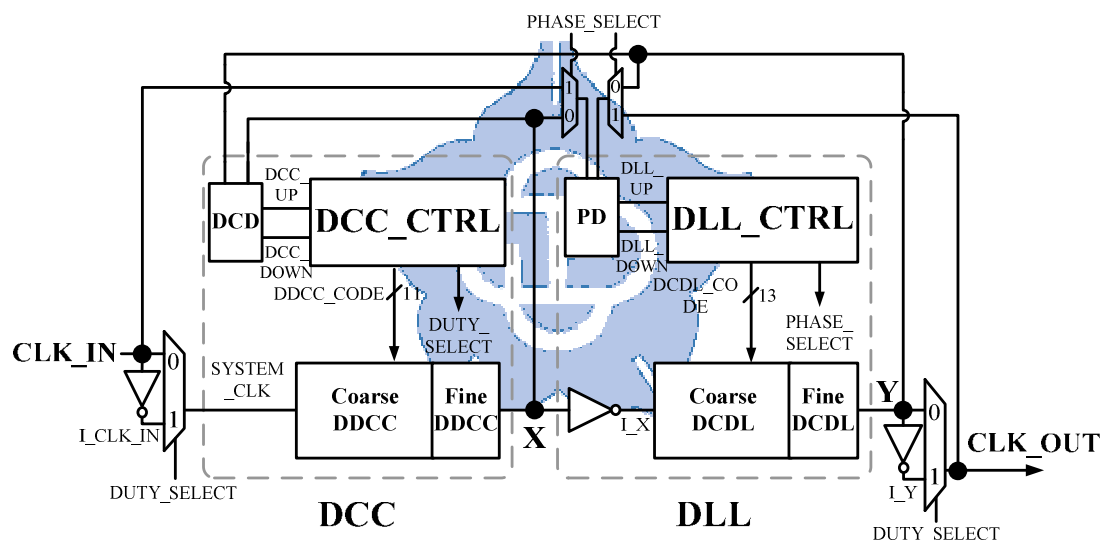 PHASE_SELECT
1
0
0
1
DCC_
UP
DLL_
UP
DCD
DCC_CTRL
PD
DLL_CTRL
DCC_
DOWN
DLL_
DOWN
DDCC_CODE
11
DCDL_CO
DE
13
DUTY_
SELECT
PHASE_
SELECT
CLK_IN
0
SYSTEM
_CLK
1
I_CLK_IN
Coarse
DDCC
Fine
DDCC
X
I_X
Coarse
DCDL
Fine
DCDL
Y
0
1
I_Y
CLK_OUT
DUTY_SELECT
DCC
DLL
DUTY_SELECT